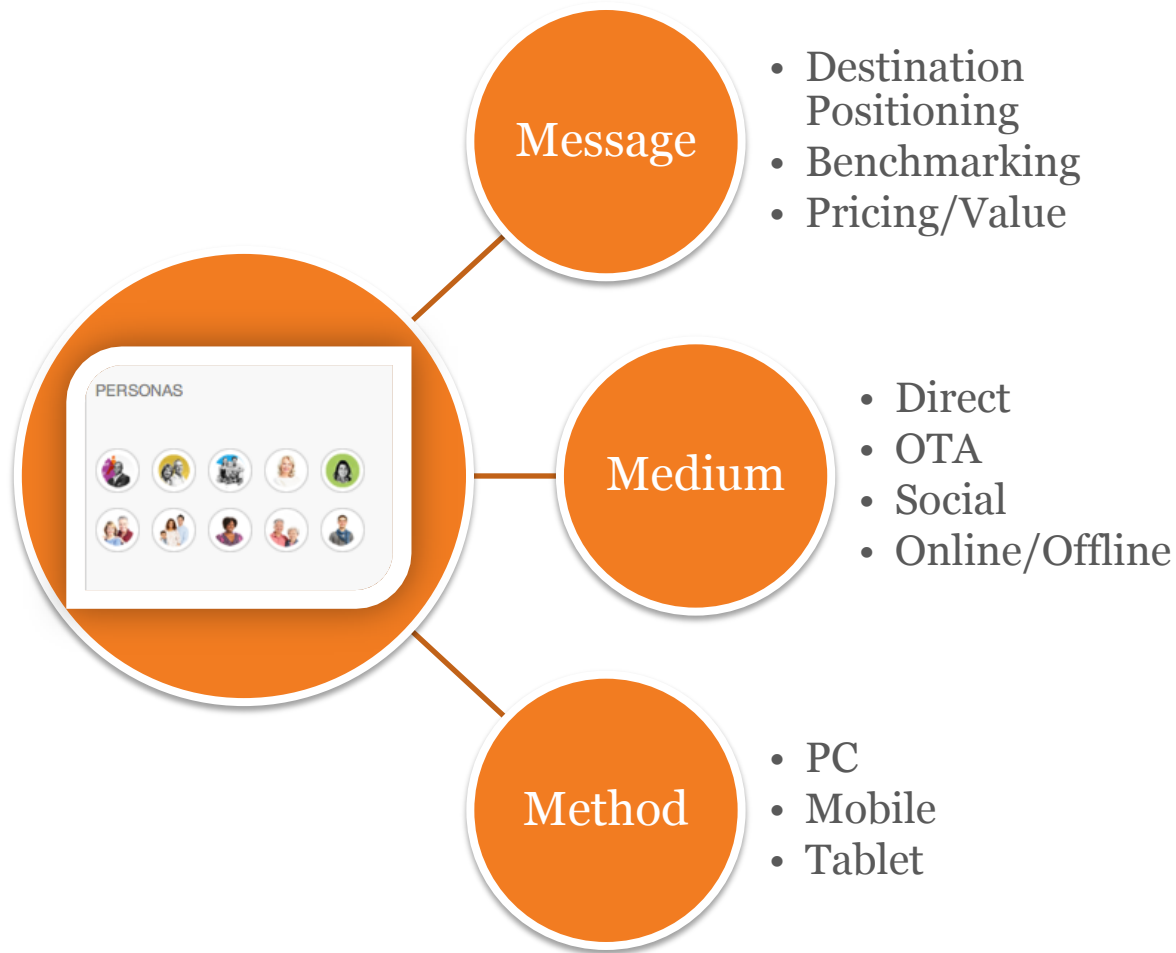 PERSONAS
Message
• Destination
Positioning
• Benchmarking
• Pricing/Value
Medium
• Direct
• OTA
• Social
• Online/Offline
Method
• PC
• Mobile
• Tablet